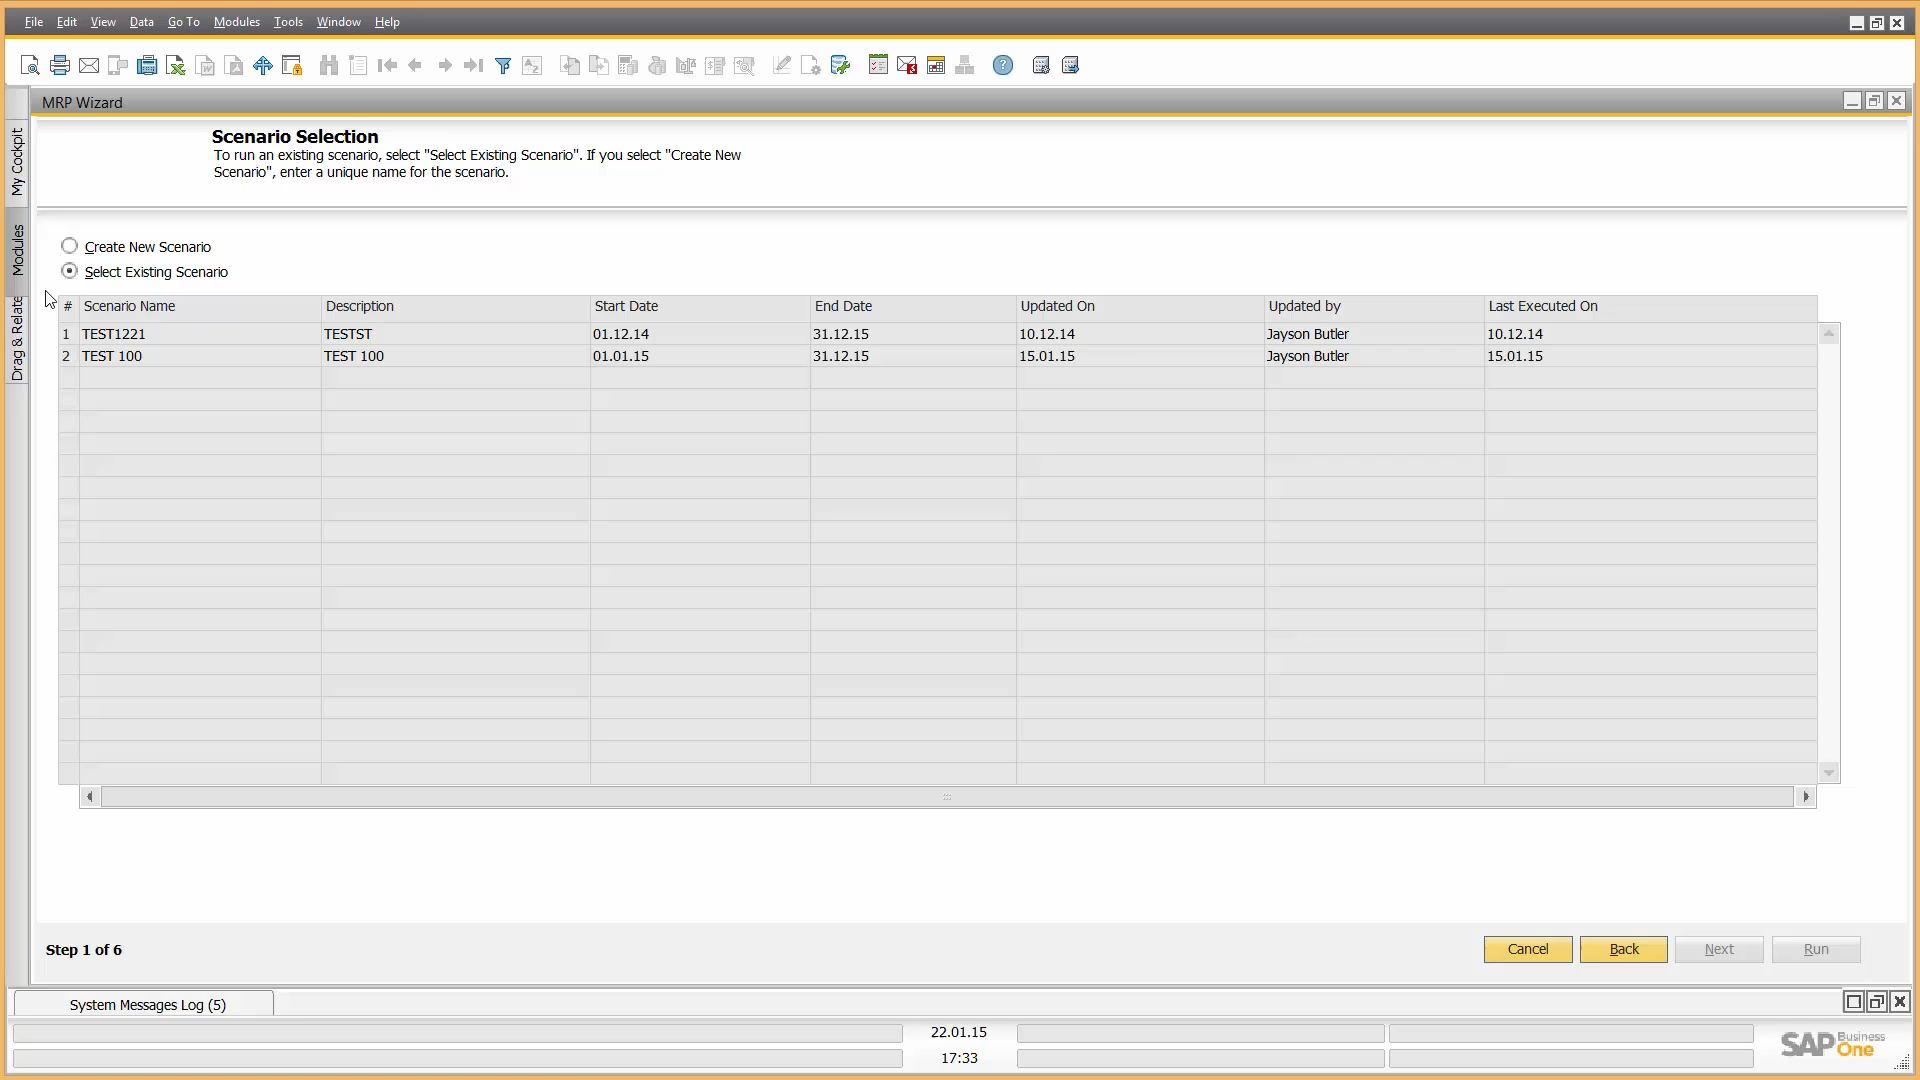 File Edit View Data Go To Modules Tools Window Help
MRP Wizard
My Cockpit
Modules
Drag & Relate
Scenario Selection
To run an existing scenario, select "Select Existing Scenario". If you select "Create New
Scenario", enter a unique name for the scenario.
Create New Scenario
Select Existing Scenario
# Scenario Name Description Start Date End Date Updated On Updated by Last Executed On
1 TEST1221 TESTST 01.12.14 31.12.15 10.12.14 Jayson Butler 10.12.14
2 TEST 100 TEST 100 01.01.15 31.12.15 15.01.15 Jayson Butler 15.01.15
Step 1 of 6
Cancel Back Next Run
System Messages Log (5)
22.01.15
17:33
SAP Business One